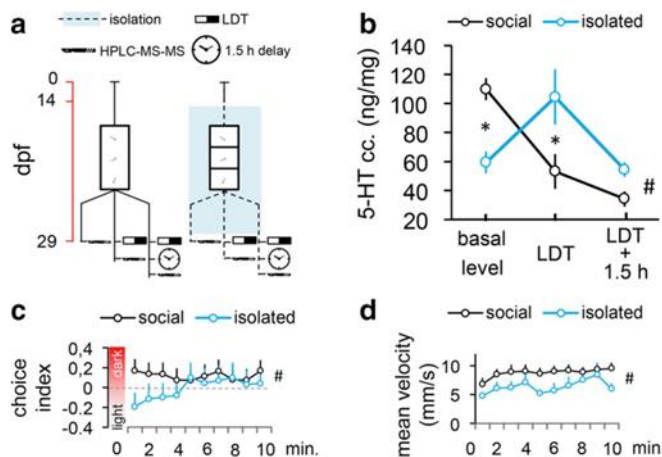 a
isolation
LDT
HPLC-MS-MS
1.5 h delay
0
14
29
dpf
b
social
isolated
5-HT cc. (ng/mg)
140
120
100
80
60
40
20
*
*
#
basal level
LDT
LDT + 1.5 h
c
social
isolated
choice index
0,4
0.2
0
-0.2
-0.4
dark
light
#
0 2 4 6 8 10 min.
d
social
isolated
mean velocity (mm/s)
10
5
0
#
0 2 4 6 8 10 min.